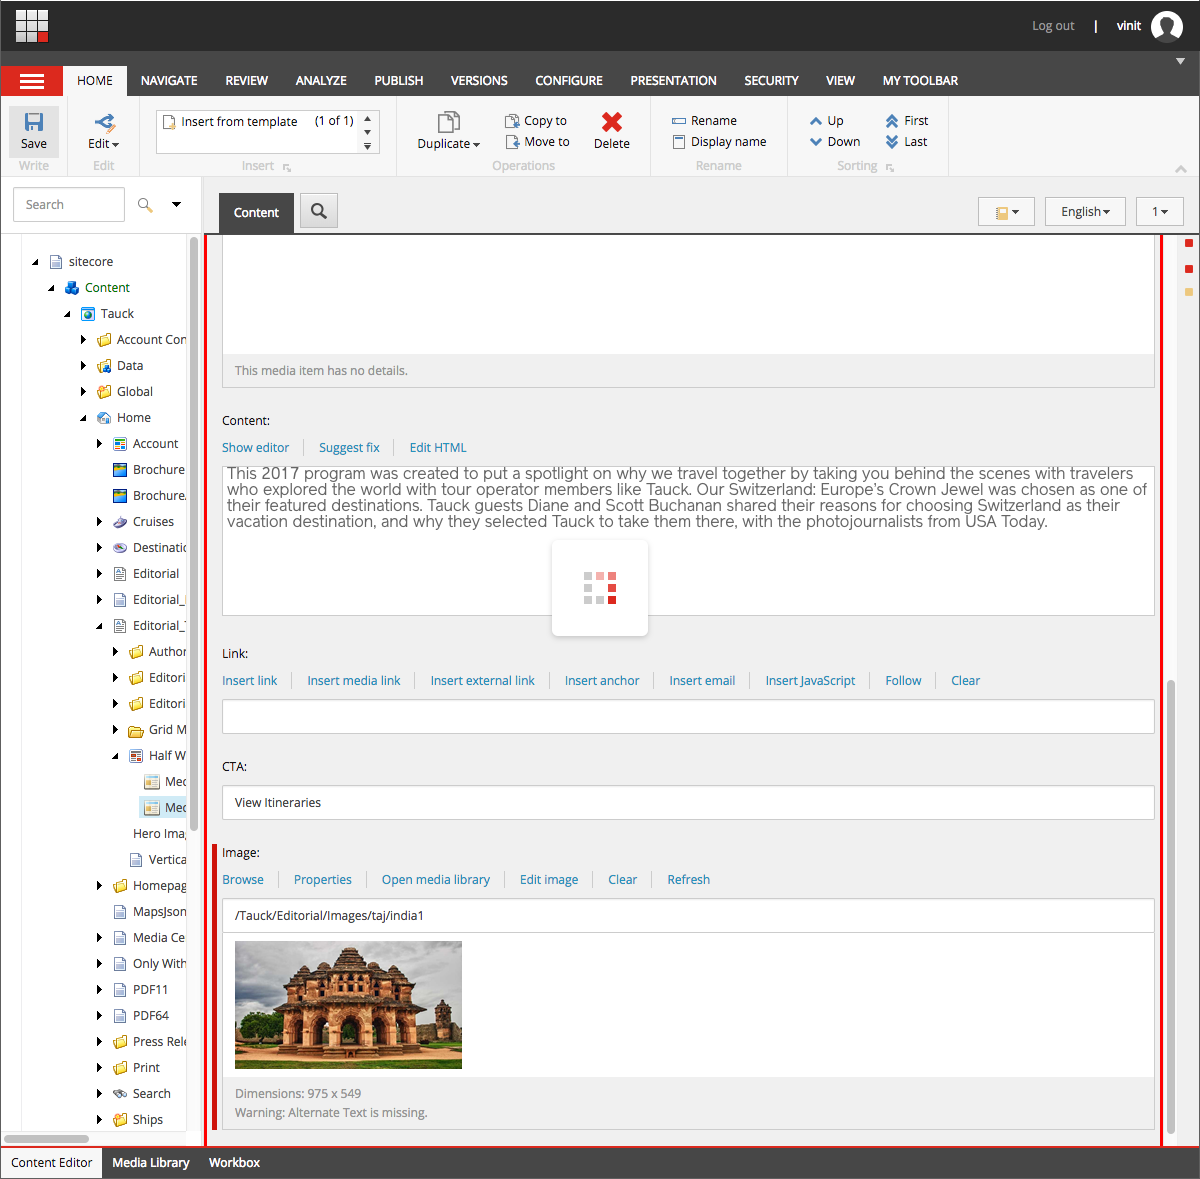 Log out | vinit
HOME NAVIGATE REVIEW ANALYZE PUBLISH VERSIONS CONFIGURE PRESENTATION SECURITY VIEW MY TOOLBAR
Save
Write
Edit
Edit
Insert from template (1 of 1)
Insert
Duplicate
Copy to
Move to
Delete
Operations
Rename
Display name
Rename
Up
Down
First
Last
Sorting
Search
Content
English
1
sitecore
Content
Tauck
Account Con
Data
Global
Home
Account
Brochure
Brochure
Cruises
Destinatio
Editorial
Editorial_
Editorial_
Author
Editori
Editori
Grid M
Half W
Med
Med
Hero Imag
Vertica
Homepag
MapsJson
Media Ce
Only With
PDF11
PDF64
Press Rele
Print
Search
Ships
This media item has no details.
Content:
Show editor Suggest fix Edit HTML
This 2017 program was created to put a spotlight on why we travel together by taking you behind the scenes with travelers
who explored the world with tour operator members like Tauck. Our Switzerland: Europe's Crown Jewel was chosen as one of
their featured destinations. Tauck guests Diane and Scott Buchanan shared their reasons for choosing Switzerland as their
vacation destination, and why they selected Tauck to take them there, with the photojournalists from USA Today.
Link:
Insert link Insert media link Insert external link Insert anchor Insert email Insert JavaScript Follow Clear
CTA:
View Itineraries
Image:
Browse Properties Open media library Edit image Clear Refresh
/Tauck/Editorial/Images/taj/india1
Dimensions: 975 x 549
Warning: Alternate Text is missing.
Content Editor Media Library Workbox